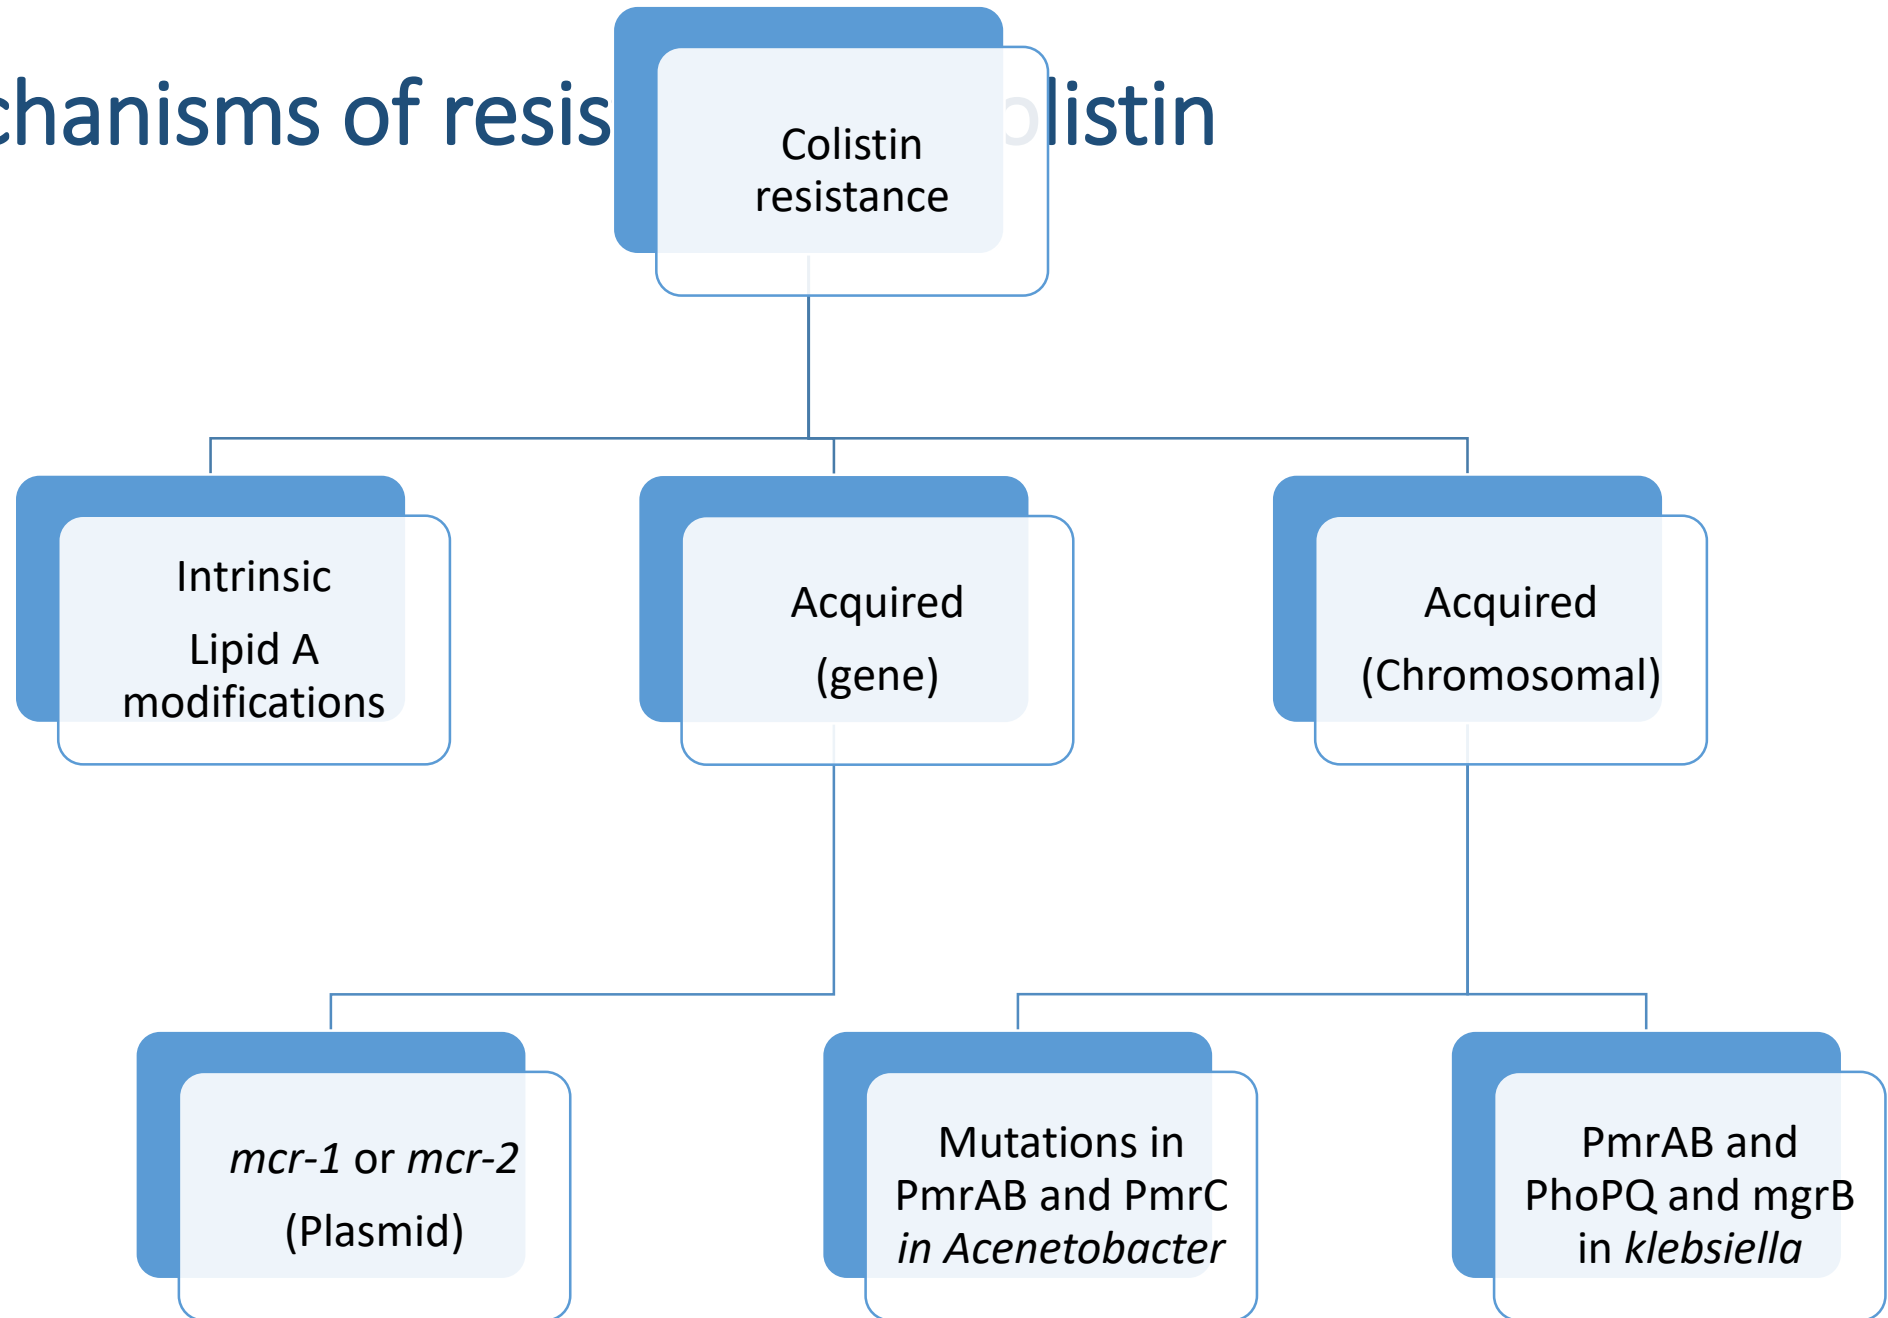 chanisms of resis olistin
Colistin
resistance
Intrinsic
Lipid A
modifications
Acquired
(gene)
Acquired
(Chromosomal)
mcr-1 or mcr-2
(Plasmid)
Mutations in
PmrAB and PmrC
in Acenetobacter
PmrAB and
PhoPQ and mgrB
in klebsiella